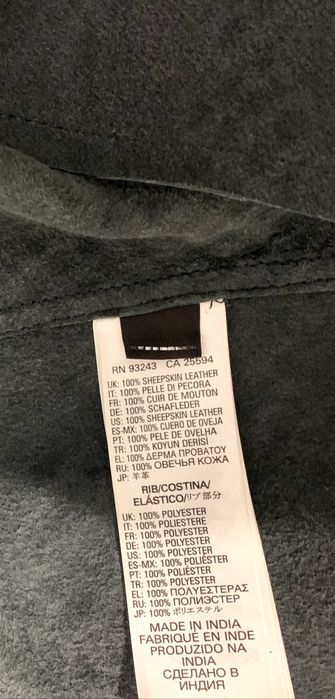 RN 93243 CA 25594
UK: 100% SHEEPSKIN LEATHER
IT: 100% PELLE DI PECORA
FR: 100% CUIR DE MOUTON
DE: 100% SCHAFLEDER
US: 100% SHEEPSKIN LEATHER
ES-MX: 100% CUERO DE OVEJA
PT: 100% PELE DE OVELHA
TR: 100% KOYUN DERISI
EL: 100% ΔΕΡΜΑ ΠΡΟΒΑΤΟΥ
RU: 100% ОВЕЧЬЯ КОЖА
JP: 羊革
RIB/COSTINA/
ELÁSTICO/リブ部分
UK: 100% POLYESTER
IT: 100% POLIESTERE
FR: 100% POLYESTER
DE: 100% POLYESTER
US: 100% POLYESTER
ES-MX: 100% POLIÉSTER
PT: 100% POLIÉSTER
TR: 100% POLYESTER
EL: 100% ΠΟΛΥΕΣΤΕΡΑΣ
RU: 100% ПОЛИЭСТЕР
JP: 100% ポリエステル
MADE IN INDIA
FABRIQUÉ EN INDE
PRODUZIDO NA
INDIA
СДЕЛАНО В
ИНДИЯ